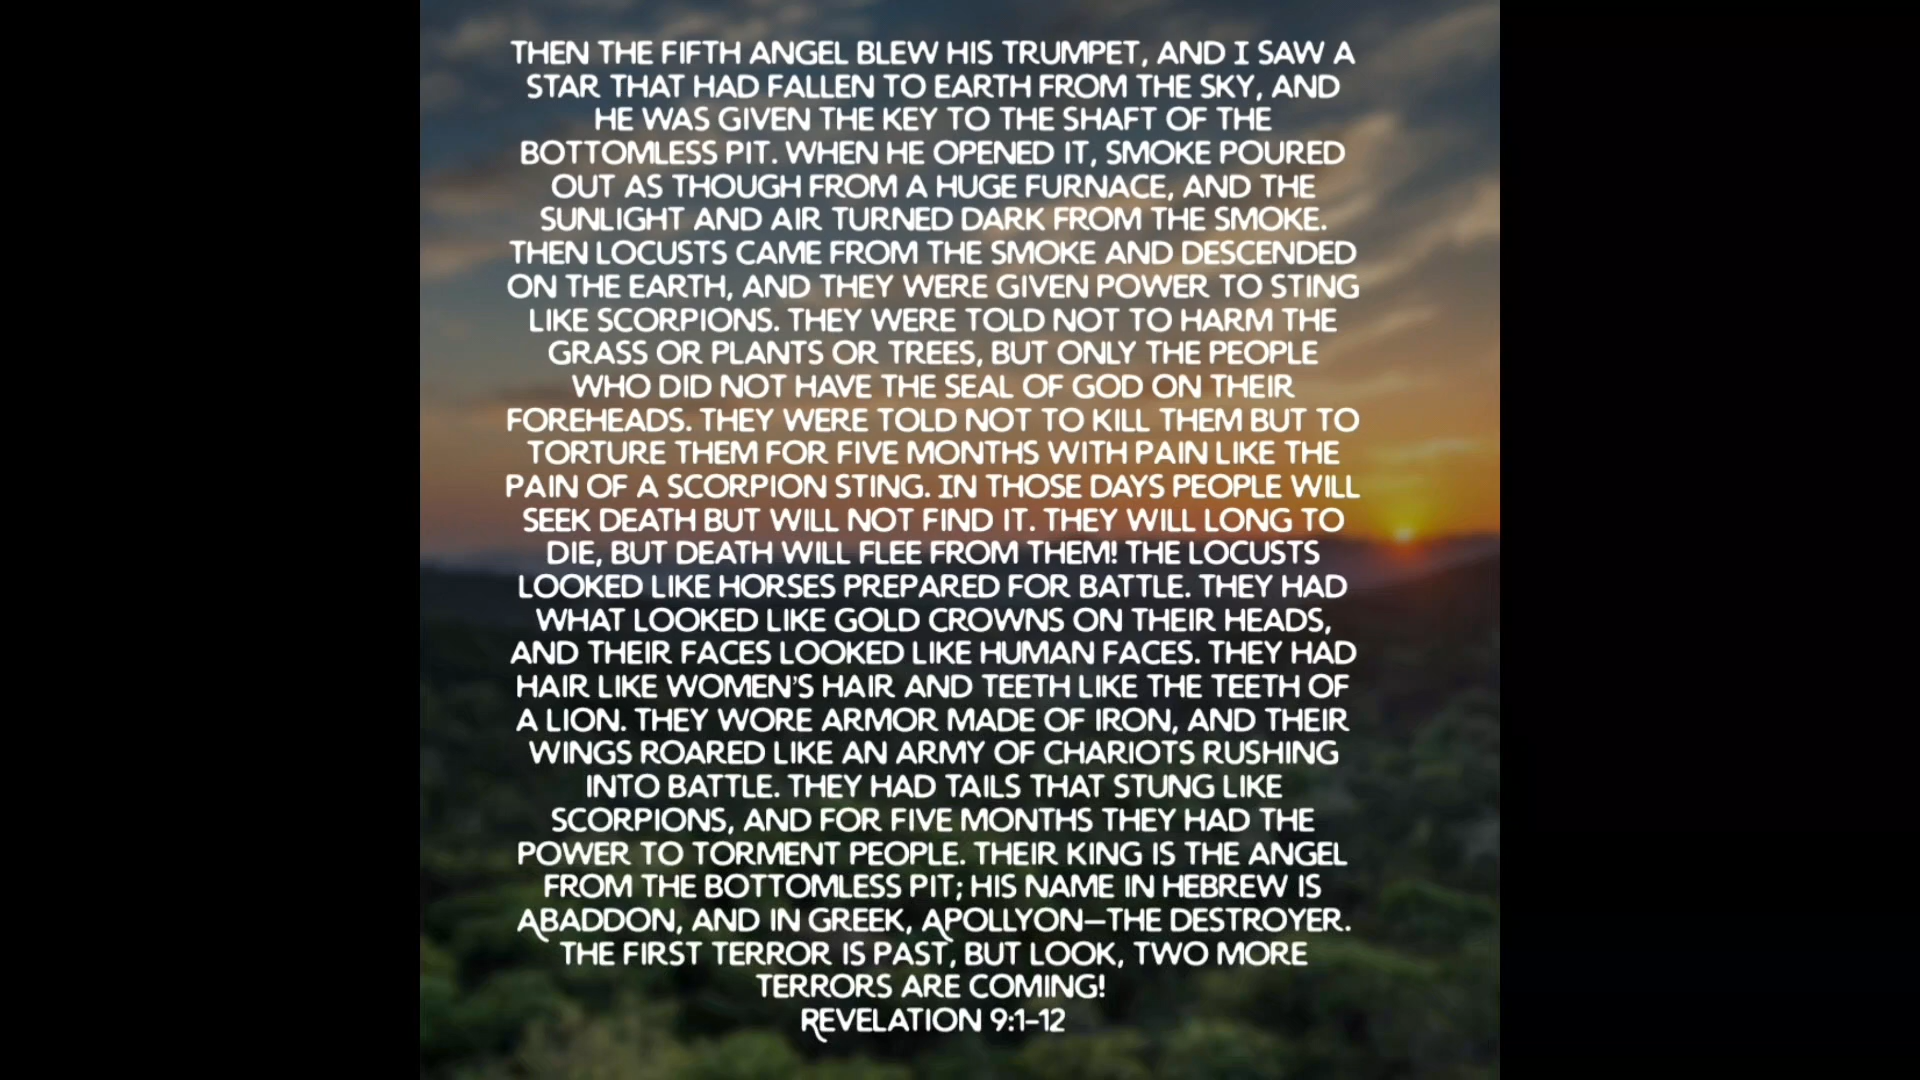 THEN THE FIFTH ANGEL BLEW HIS TRUMPET, AND I SAW A
STAR THAT HAD FALLEN TO EARTH FROM THE SKY, AND
HE WAS GIVEN THE KEY TO THE SHAFT OF THE
BOTTOMLESS PIT. WHEN HE OPENED IT, SMOKE POURED
OUT AS THOUGH FROM A HUGE FURNACE, AND THE
SUNLIGHT AND AIR TURNED DARK FROM THE SMOKE.
THEN LOCUSTS CAME FROM THE SMOKE AND DESCENDED
ON THE EARTH, AND THEY WERE GIVEN POWER TO STING
LIKE SCORPIONS. THEY WERE TOLD NOT TO HARM THE
GRASS OR PLANTS OR TREES, BUT ONLY THE PEOPLE
WHO DID NOT HAVE THE SEAL OF GOD ON THEIR
FOREHEADS. THEY WERE TOLD NOT TO KILL THEM BUT TO
TORTURE THEM FOR FIVE MONTHS WITH PAIN LIKE THE
PAIN OF A SCORPION STING. IN THOSE DAYS PEOPLE WILL
SEEK DEATH BUT WILL NOT FIND IT. THEY WILL LONG TO
DIE, BUT DEATH WILL FLEE FROM THEM! THE LOCUSTS
LOOKED LIKE HORSES PREPARED FOR BATTLE. THEY HAD
WHAT LOOKED LIKE GOLD CROWNS ON THEIR HEADS,
AND THEIR FACES LOOKED LIKE HUMAN FACES. THEY HAD
HAIR LIKE WOMEN'S HAIR AND TEETH LIKE THE TEETH OF
A LION. THEY WORE ARMOR MADE OF IRON, AND THEIR
WINGS ROARED LIKE AN ARMY OF CHARIOTS RUSHING
INTO BATTLE. THEY HAD TAILS THAT STUNG LIKE
SCORPIONS, AND FOR FIVE MONTHS THEY HAD THE
POWER TO TORMENT PEOPLE. THEIR KING IS THE ANGEL
FROM THE BOTTOMLESS PIT; HIS NAME IN HEBREW IS
ABADDON, AND IN GREEK, APOLLYON—THE DESTROYER.
THE FIRST TERROR IS PAST, BUT LOOK, TWO MORE
TERRORS ARE COMING!
REVELATION 9:1-12